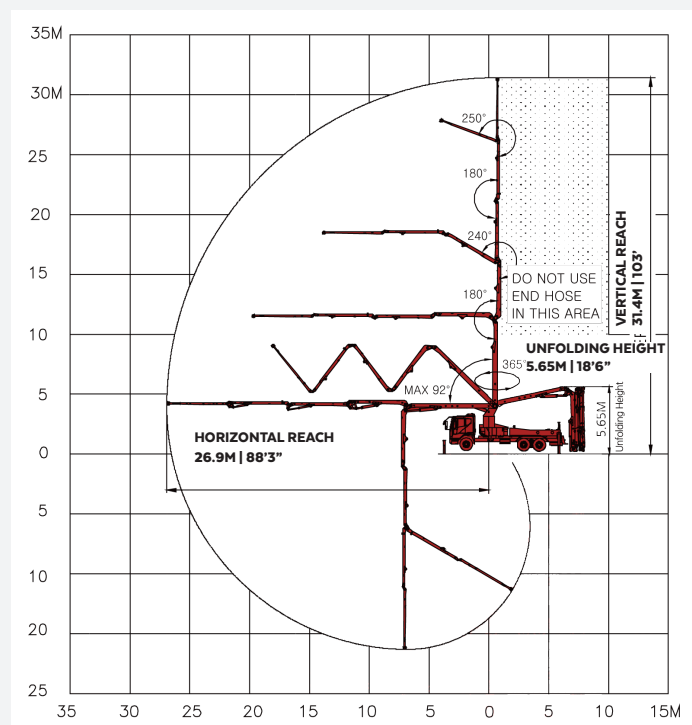 35M
30M
25
20
15
10
5
0
5
10
20
25
35
30
25
20
15
10
5
0
5
10
15M
250°
180°
240°
180°
365°
MAX 92°
DO NOT USE
END HOSE
IN THIS AREA
VERTICAL REACH
31.4M | 103'
UNFOLDING HEIGHT
5.65M | 18'6”
5.65M
Unfolding Height
HORIZONTAL REACH
26.9M | 88'3”